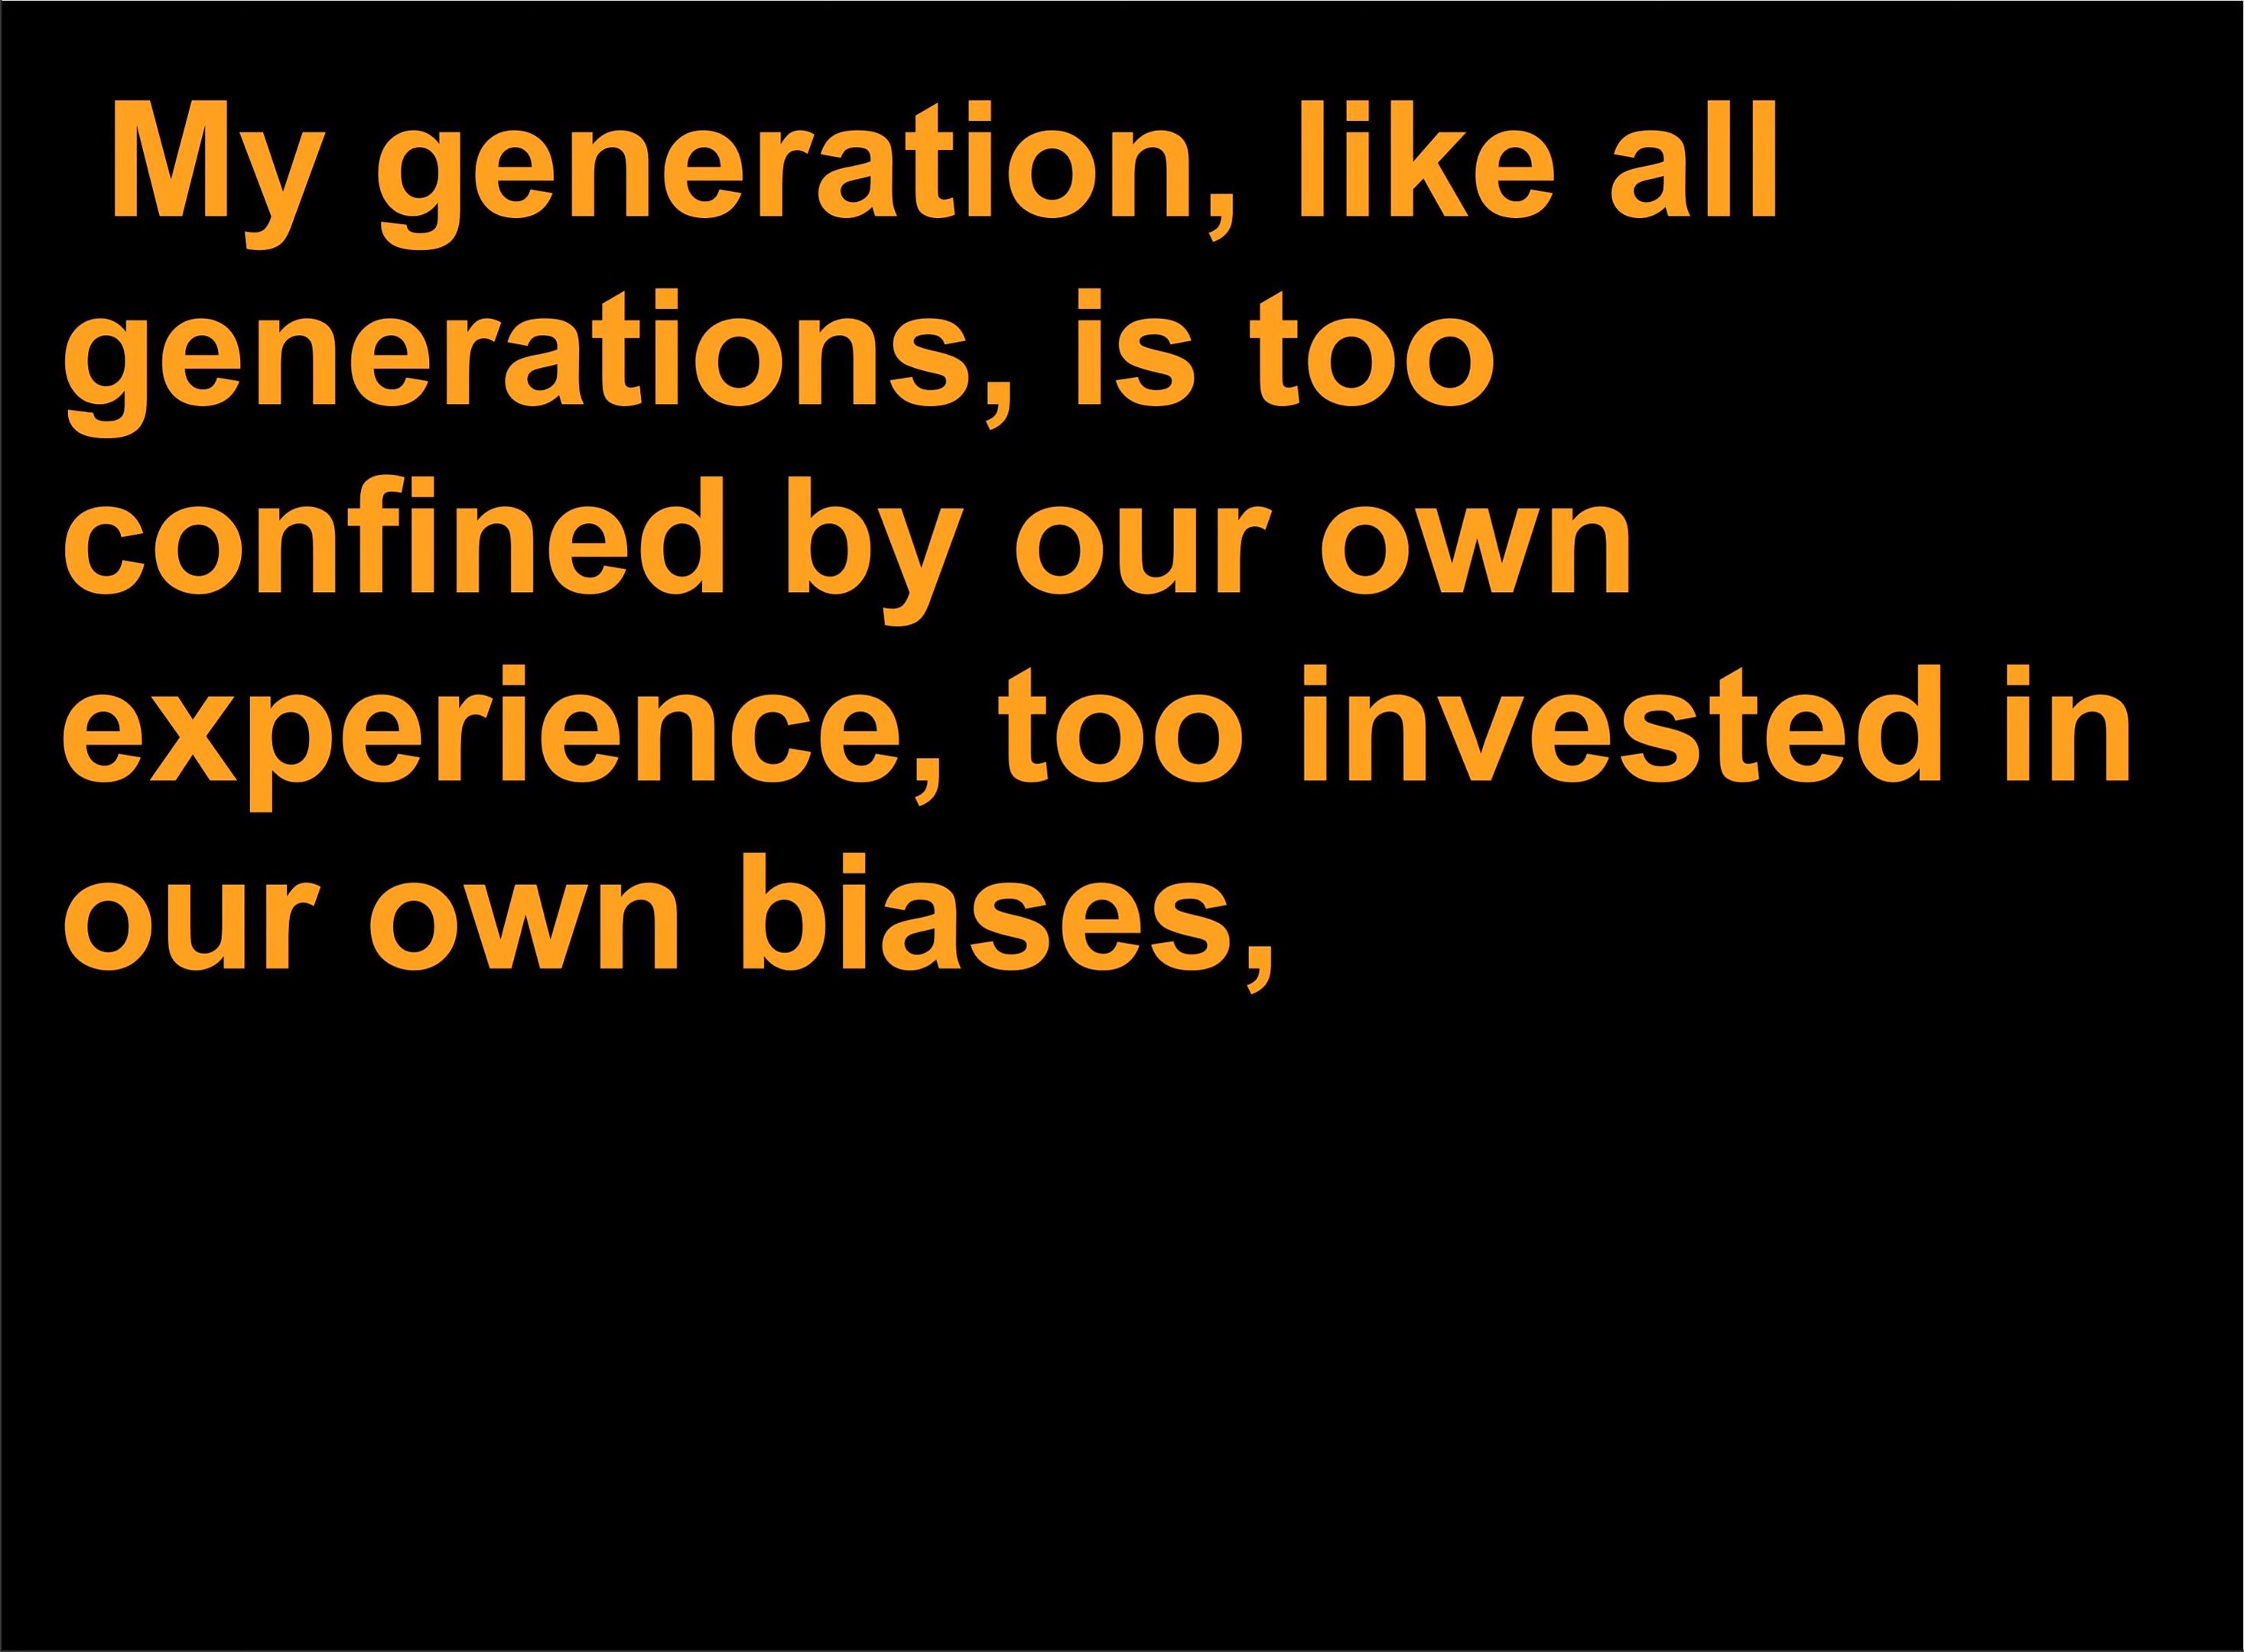 My generation, like all
generations, is too
confined by our own
experience, too invested in
our own biases,